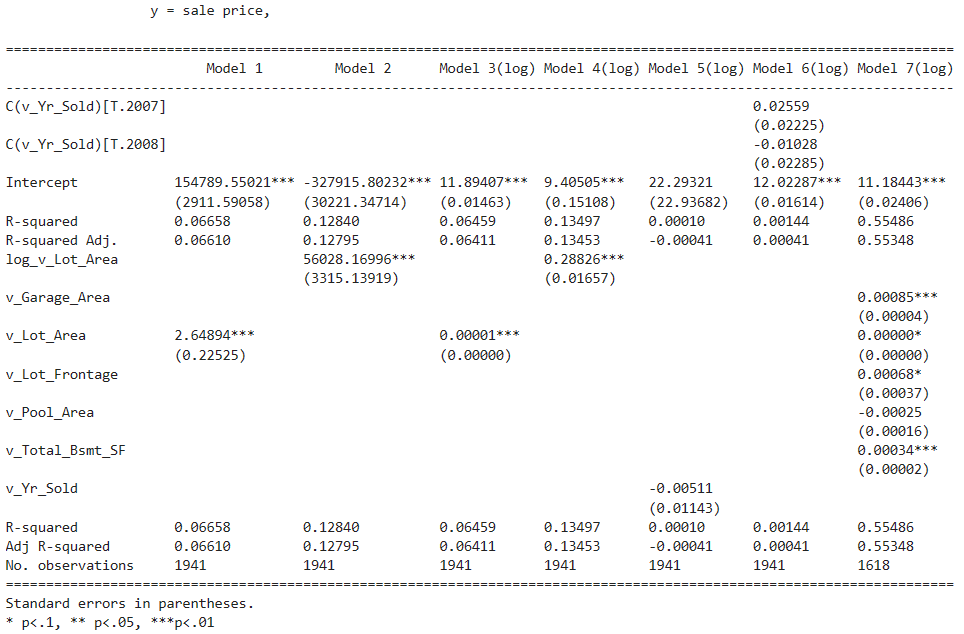 y = sale price,
====================================================================================================================
Model 1 Model 2 Model 3(log) Model 4(log) Model 5(log) Model 6(log) Model 7(log)
--------------------------------------------------------------------------------------------------------------------
C(v_Yr_Sold)[T.2007] 0.02559
(0.02225)
C(v_Yr_Sold)[T.2008] -0.01028
(0.02285)
Intercept 154789.55021*** -327915.80232*** 11.89407*** 9.40505*** 22.29321 12.02287*** 11.18443***
(2911.59058) (30221.34714) (0.01463) (0.15108) (22.93682) (0.01614) (0.02406)
R-squared 0.06658 0.12840 0.06459 0.13497 0.00010 0.00144 0.55486
R-squared Adj. 0.06610 0.12795 0.06411 0.13453 -0.00041 0.00041 0.55348
log_v_Lot_Area 56028.16996*** 0.28826***
(3315.13919) (0.01657)
v_Garage_Area 0.00085***
(0.00004)
v_Lot_Area 2.64894*** 0.00001*** 0.00000*
(0.22525) (0.00000) (0.00000)
v_Lot_Frontage 0.00068*
(0.00037)
v_Pool_Area -0.00025
(0.00016)
v_Total_Bsmt_SF 0.00034***
(0.00002)
v_Yr_Sold -0.00511
(0.01143)
R-squared 0.06658 0.12840 0.06459 0.13497 0.00010 0.00144 0.55486
Adj R-squared 0.06610 0.12795 0.06411 0.13453 -0.00041 0.00041 0.55348
No. observations 1941 1941 1941 1941 1941 1941 1618
====================================================================================================================
Standard errors in parentheses.
* p<.1, ** p<.05, ***p<.01